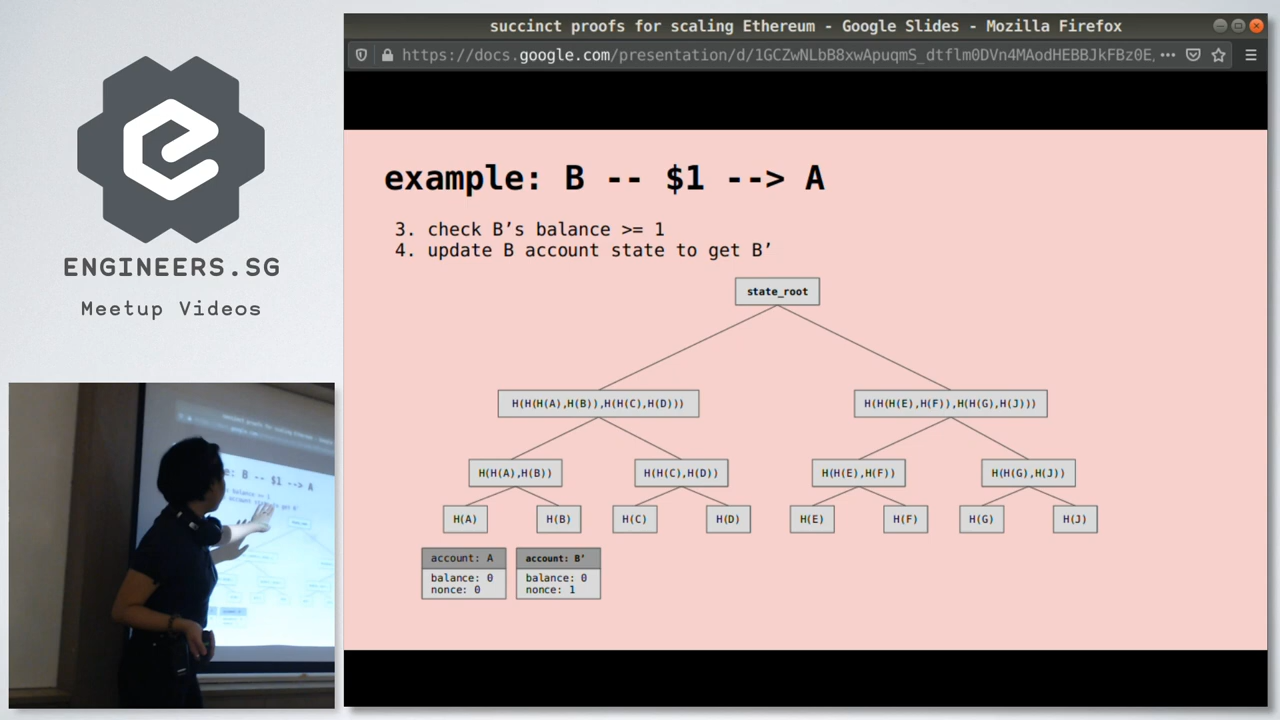 succinct proofs for scaling Ethereum - Google Slides - Mozilla Firefox
https://docs.google.com/presentation/d/1GCZwNLbB8xwApuqmS_dtflm0DVn4MAodHEBBJkFBz0E,
ENGINEERS.SG
Meetup Videos
example: B -- $1 --> A
3. check B’s balance >= 1
4. update B account state to get B’
state_root
H(H(H(A),H(B)),H(H(C),H(D)))
H(H(H(E),H(F)),H(H(G),H(J)))
H(H(A),H(B))
H(H(C),H(D))
H(H(E),H(F))
H(H(G),H(J))
H(A)
H(B)
H(C)
H(D)
H(E)
H(F)
H(G)
H(J)
account: A
balance: 0
nonce: 0
account: B’
balance: 0
nonce: 1